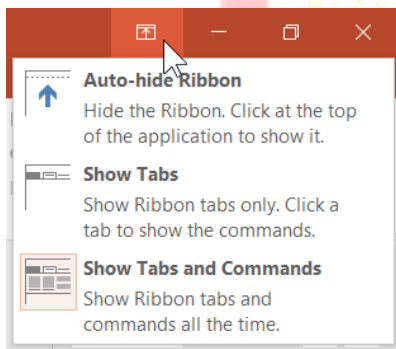 Auto-hide Ribbon
Hide the Ribbon. Click at the top
of the application to show it.
Show Tabs
Show Ribbon tabs only. Click a
tab to show the commands.
Show Tabs and Commands
Show Ribbon tabs and
commands all the time.